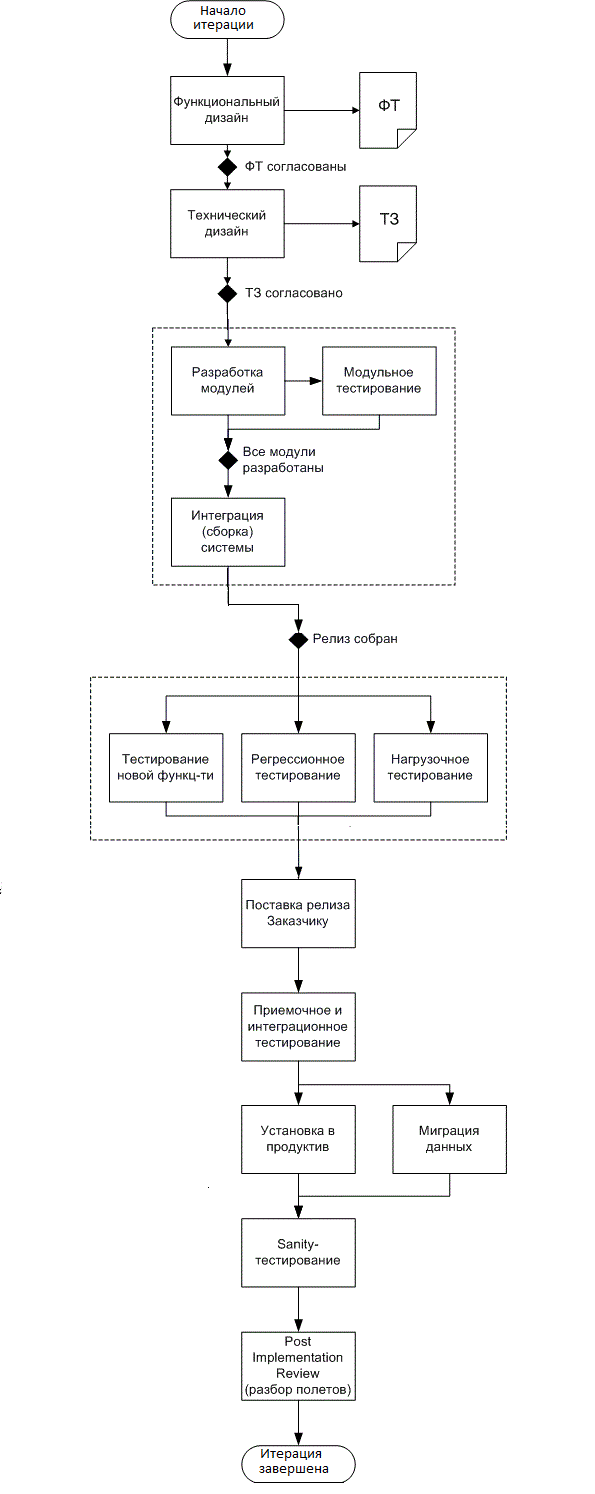 Начало
итерации
Функциональный
дизайн
ФТ
ФТ согласованы
Технический
дизайн
ТЗ
ТЗ согласовано
Разработка
модулей
Модульное
тестирование
Все модули
разработаны
Интеграция
(сборка)
системы
Релиз собран
Тестирование
новой функц-ти
Регрессионное
тестирование
Нагрузочное
тестирование
Поставка релиза
Заказчику
Приемочное и
интеграционное
тестирование
Установка в
продуктив
Миграция
данных
Sanity-
тестирование
Post
Implementation
Review
(разбор полетов)
Итерация
завершена